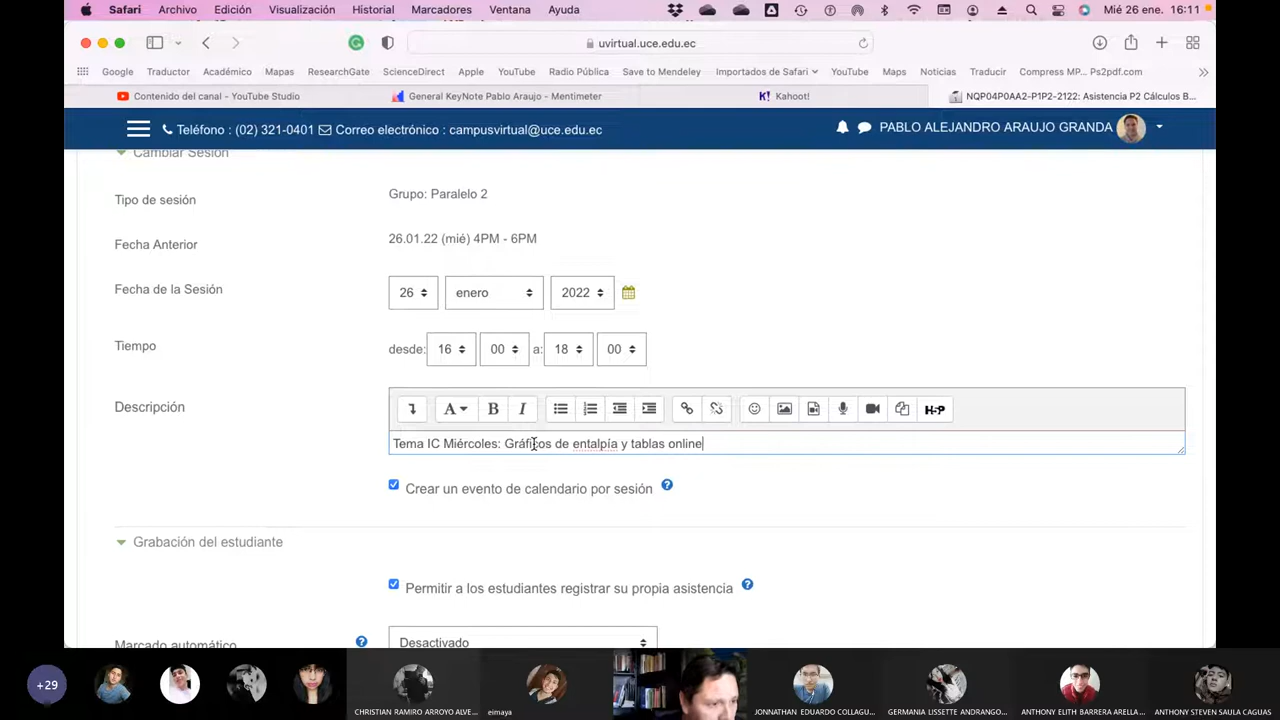 Safari Archivo Edición Visualización Historial Marcadores Ventana Ayuda Mié 26 ene. 16:11
uvirtual.uce.edu.ec
Google Traductor Académico Mapas ResearchGate ScienceDirect Apple YouTube Radio Pública Save to Mendeley Importados de Safari YouTube Maps Noticias Traducir Compress MP... Ps2pdf.com
Contenido del canal - YouTube Studio General KeyNote Pablo Araujo - Mentimeter Kahoot! NQP04P0AA2-P1P2-2122: Asistencia P2 Cálculos B...
Teléfono : (02) 321-0401 Correo electrónico : campusvirtual@uce.edu.ec PABLO ALEJANDRO ARAUJO GRANDA
Cambiar Sesión
Tipo de sesión Grupo: Paralelo 2
Fecha Anterior 26.01.22 (mié) 4PM - 6PM
Fecha de la Sesión 26 enero 2022
Tiempo desde: 16 00 a: 18 00
Descripción A B I H5P
Tema IC Miércoles: Gráficos de entalpía y tablas online
Crear un evento de calendario por sesión
Grabación del estudiante
Permitir a los estudiantes registrar su propia asistencia
Marcado automático Desactivado
+29
CHRISTIAN RAMIRO ARROYO ALVE... eimaya JONNATHAN EDUARDO COLLAGU... GERMANIA LISSETTE ANDRANGO... ANTHONY ELITH BARRERA ARELLA... ANTHONY STEVEN SAULA CAGUAS